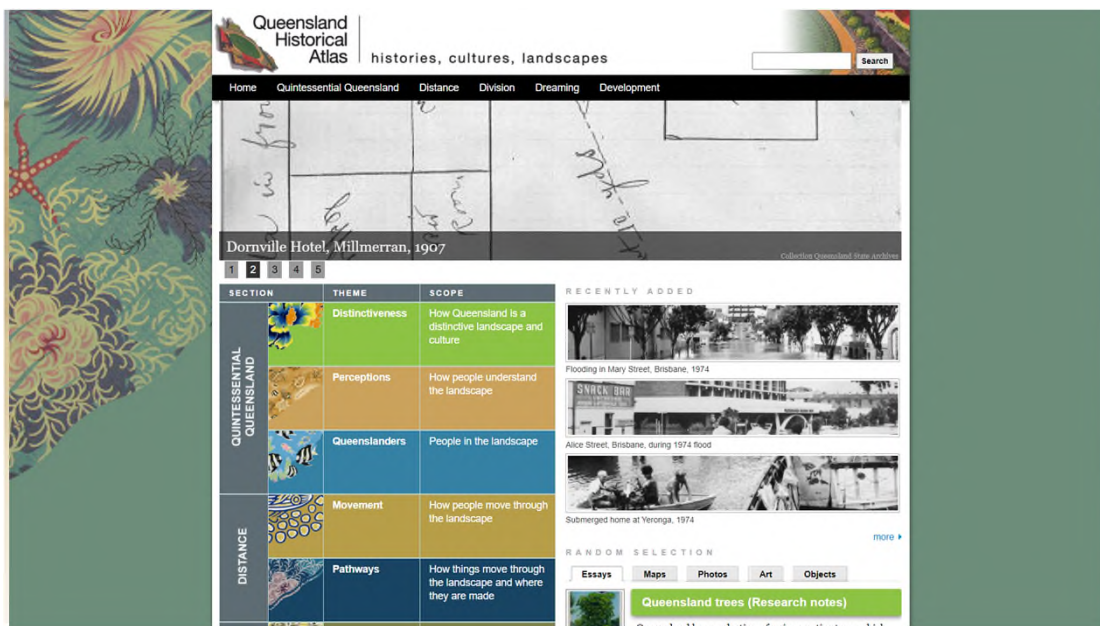 Queensland
Historical
Atlas
histories, cultures, landscapes
Search
Home Quintessential Queensland Distance Division Dreaming Development
Dornville Hotel, Millmerran, 1907
Collection Queensland State Archives
1 2 3 4 5
SECTION THEME SCOPE
QUINTESSENTIAL
QUEENSLAND
Distinctiveness
How Queensland is a
distinctive landscape and
culture
Perceptions
How people understand
the landscape
Queenslanders
People in the landscape
DISTANCE
Movement
How people move through
the landscape
Pathways
How things move through
the landscape and where
they are made
RECENTLY ADDED
Flooding in Mary Street, Brisbane, 1974
SNACK BAR
Alice Street, Brisbane, during 1974 flood
Submerged home at Yeronga, 1974
more
RANDOM SELECTION
Essays Maps Photos Art Objects
Queensland trees (Research notes)